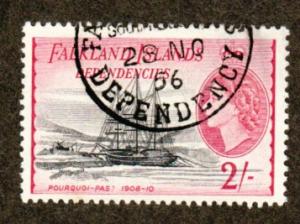 FALKLAND ISLANDS
DEPENDENCIES
28 NO
56
DEPENDENCY
POURQUOI-PAS? 1908-10
2/-